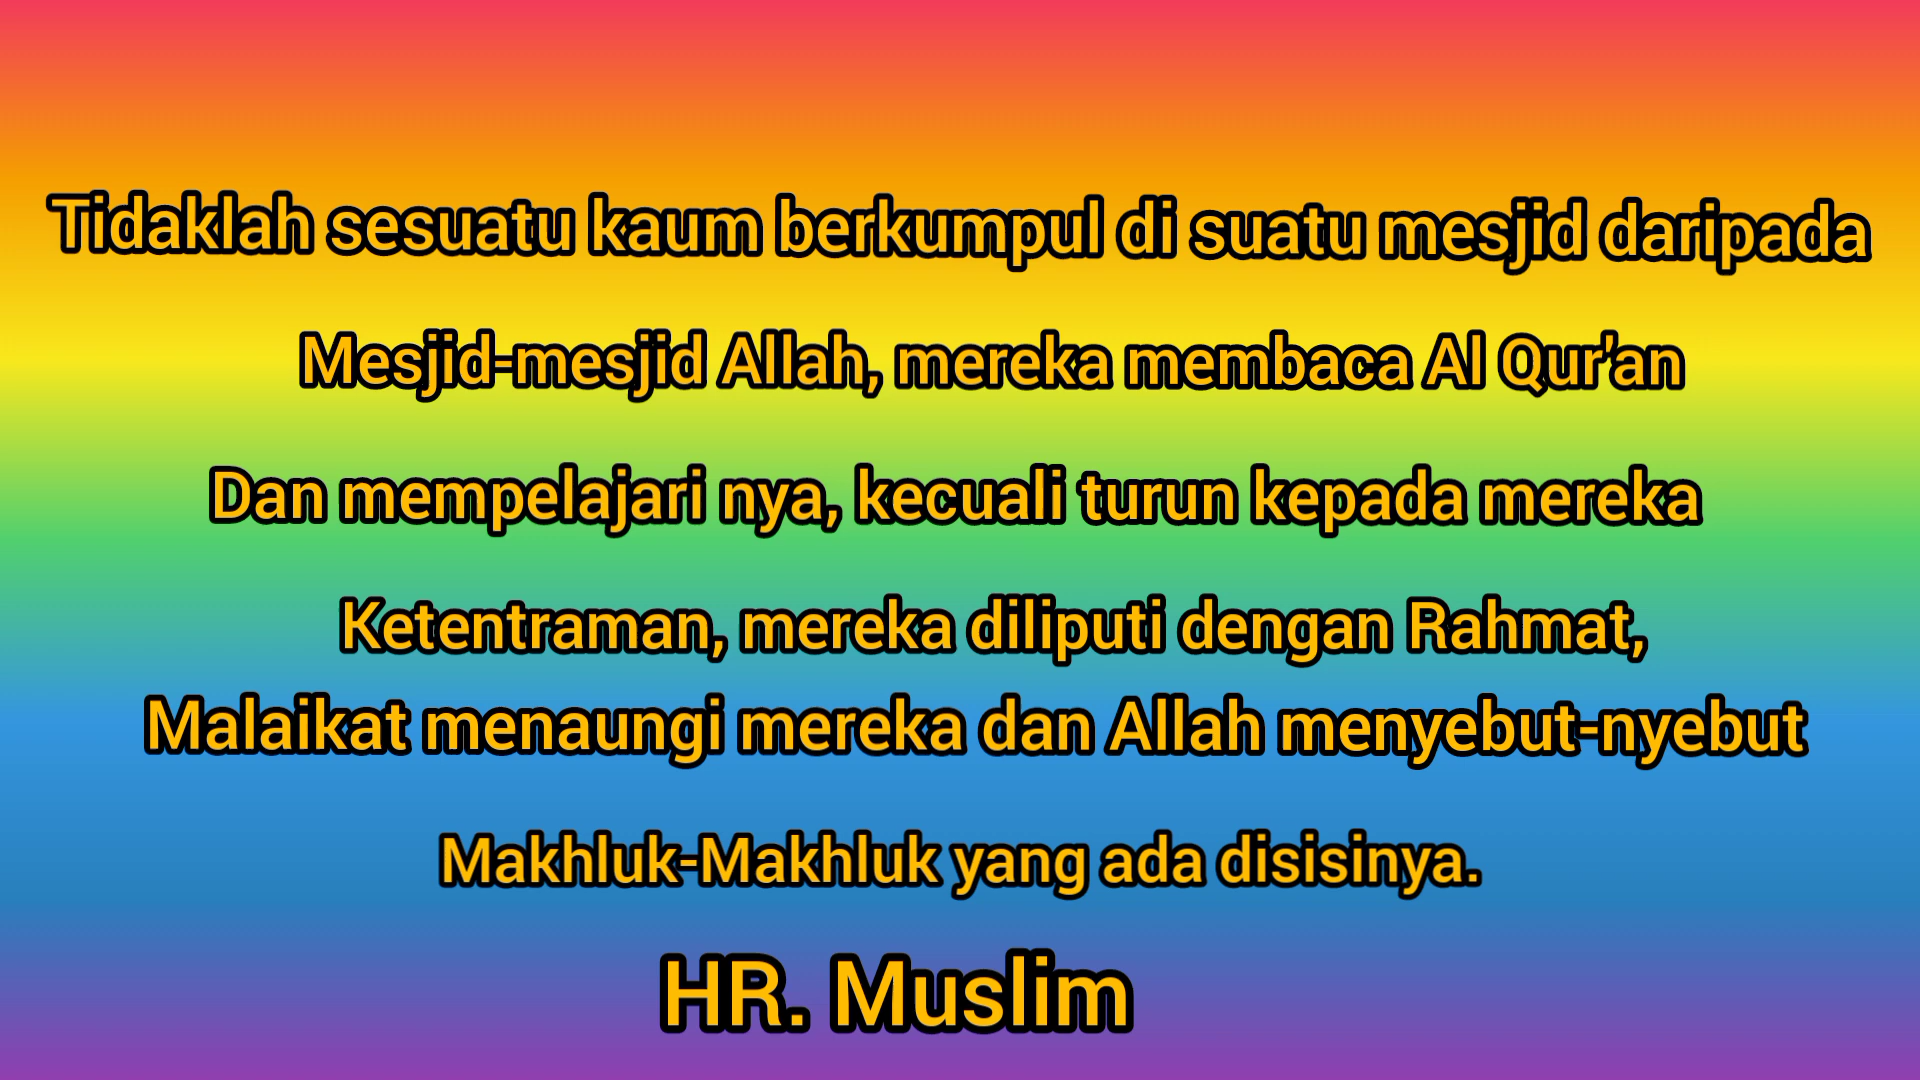 Tidaklah sesuatu kaum berkumpul di suatu mesjid daripada
Mesjid-mesjid Allah, mereka membaca Al Qur'an
Dan mempelajari nya, kecuali turun kepada mereka
Ketentraman, mereka diliputi dengan Rahmat,
Malaikat menaungi mereka dan Allah menyebut-nyebut
Makhluk-Makhluk yang ada disisinya.
HR. Muslim